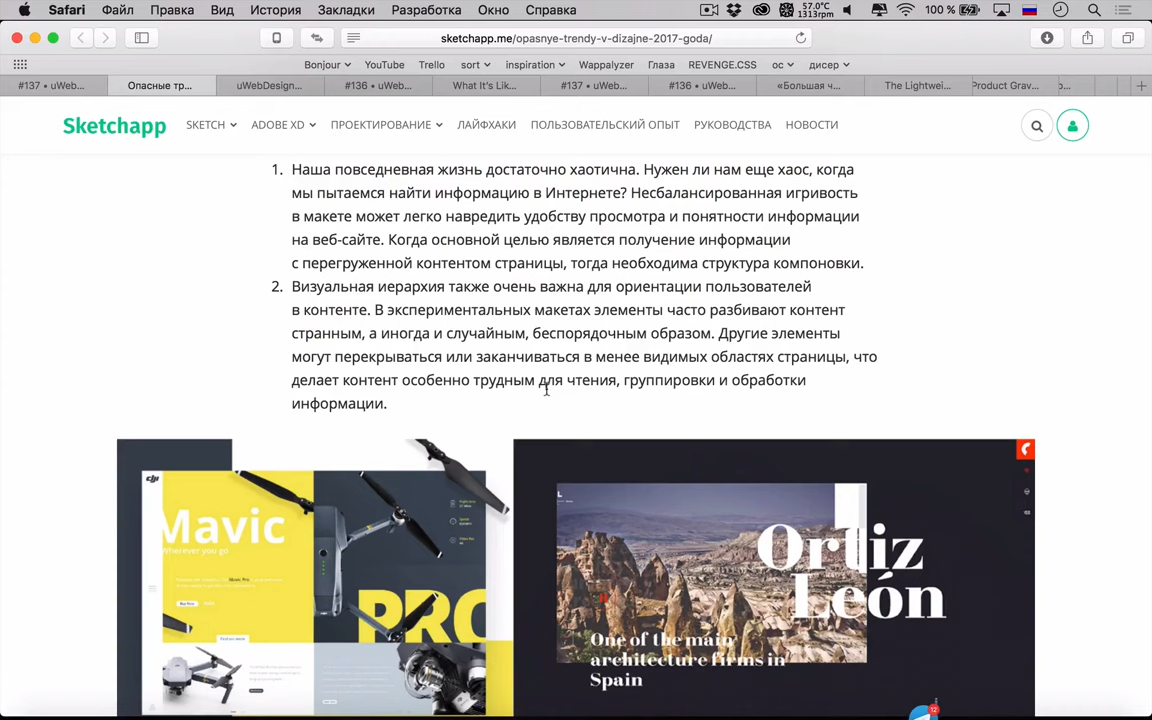 Safari Файл Правка Вид История Закладки Разработка Окно Справка
57.0°C
1313rpm
100 %
sketchapp.me/opasnye-trendy-v-dizajne-2017-goda/
Bonjour YouTube Trello sort inspiration Wappalyzer Глаза REVENGE.CSS ос дисер
#137 • uWeb... Опасные тр... uWebDesign... #136 • uWeb... What It's Lik... #137 • uWeb... #136 • uWeb... «Большая ч... The Lightwei... Product Grav...
Sketchapp SKETCH ADOBE XD ПРОЕКТИРОВАНИЕ ЛАЙФХАКИ ПОЛЬЗОВАТЕЛЬСКИЙ ОПЫТ РУКОВОДСТВА НОВОСТИ
1. Наша повседневная жизнь достаточно хаотична. Нужен ли нам еще хаос, когда
мы пытаемся найти информацию в Интернете? Несбалансированная игривость
в макете может легко навредить удобству просмотра и понятности информации
на веб-сайте. Когда основной целью является получение информации
с перегруженной контентом страницы, тогда необходима структура компоновки.
2. Визуальная иерархия также очень важна для ориентации пользователей
в контенте. В экспериментальных макетах элементы часто разбивают контент
странным, а иногда и случайным, беспорядочным образом. Другие элементы
могут перекрываться или заканчиваться в менее видимых областях страницы, что
делает контент особенно трудным для чтения, группировки и обработки
информации.
dji
Mavic
Wherever you go
PRO
Ortiz
León
One of the main
architecture firms in
Spain
12